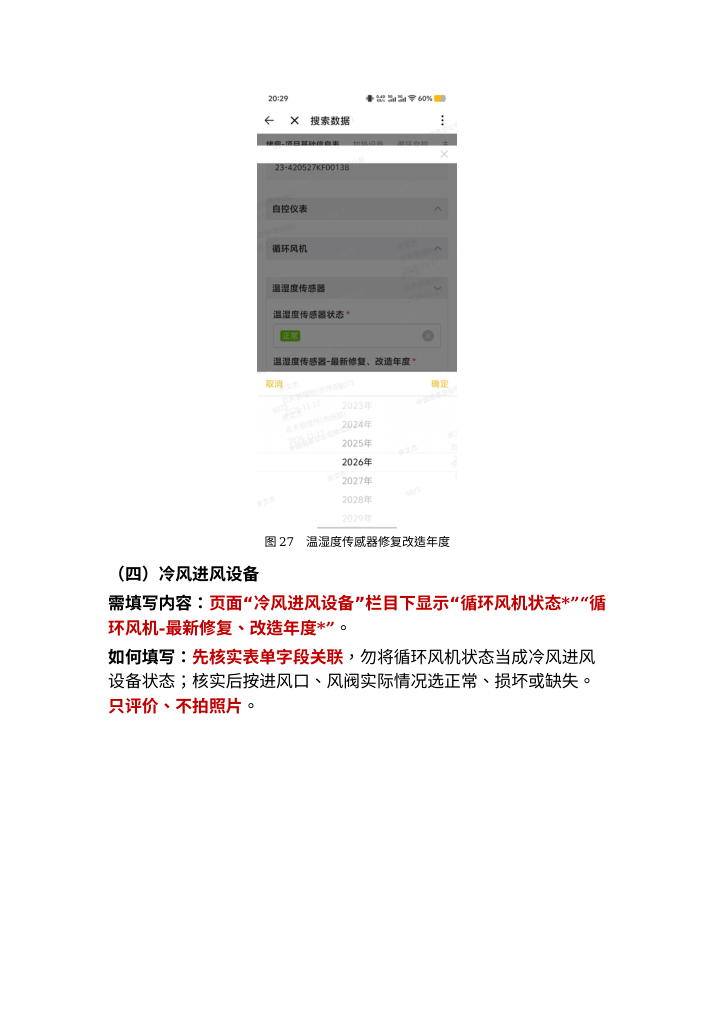 20:29
60%
搜索数据
烤房-项目基础信息表
23-420527KF00138
自控仪表
循环风机
温湿度传感器
温湿度传感器状态*
正常
温湿度传感器-最新修复、改造年度*
取消 确定
2023年
2024年
2025年
2026年
2027年
2028年
2029年
图 27 温湿度传感器修复改造年度
（四）冷风进风设备
需填写内容：页面“冷风进风设备”栏目下显示“循环风机状态*”“循
环风机-最新修复、改造年度*”。
如何填写：先核实表单字段关联，勿将循环风机状态当成冷风进风
设备状态；核实后按进风口、风阀实际情况选正常、损坏或缺失。
只评价、不拍照片。